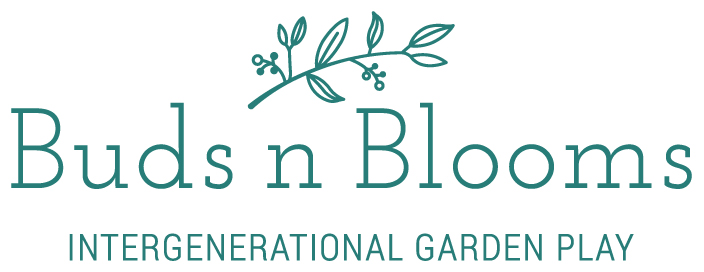 Buds n Blooms
INTERGENERATIONAL GARDEN PLAY